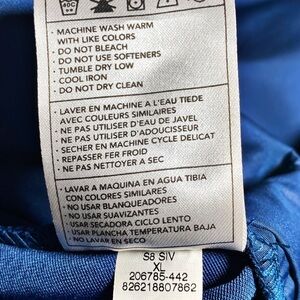 40C
• MACHINE WASH WARM
WITH LIKE COLORS
• DO NOT BLEACH
• DO NOT USE SOFTENERS
• TUMBLE DRY LOW
• COOL IRON
• DO NOT DRY CLEAN
• LAVER EN MACHINE A L'EAU TIEDE
AVEC COULEURS SIMILAIRES
• NE PAS UTILISER D'EAU DE JAVEL
• NE PAS UTILISER D'ADOUCISSEUR
• SECHER EN MACHINE CYCLE DELICAT
• REPASSER FER FROID
• NE PAS NETTOYER A SEC
• LAVAR A MAQUINA EN AGUA TIBIA
CON COLORES SIMILARES
• NO USAR BLANQUEADORES
• NO USAR SUAVIZANTES
• USAR SECADORA CICLO LENTO
• USAR PLANCHA TEMPERATURA BAJA
• NO LAVAR EN SECO
S8 SIV
XL
206785-442
826218807862